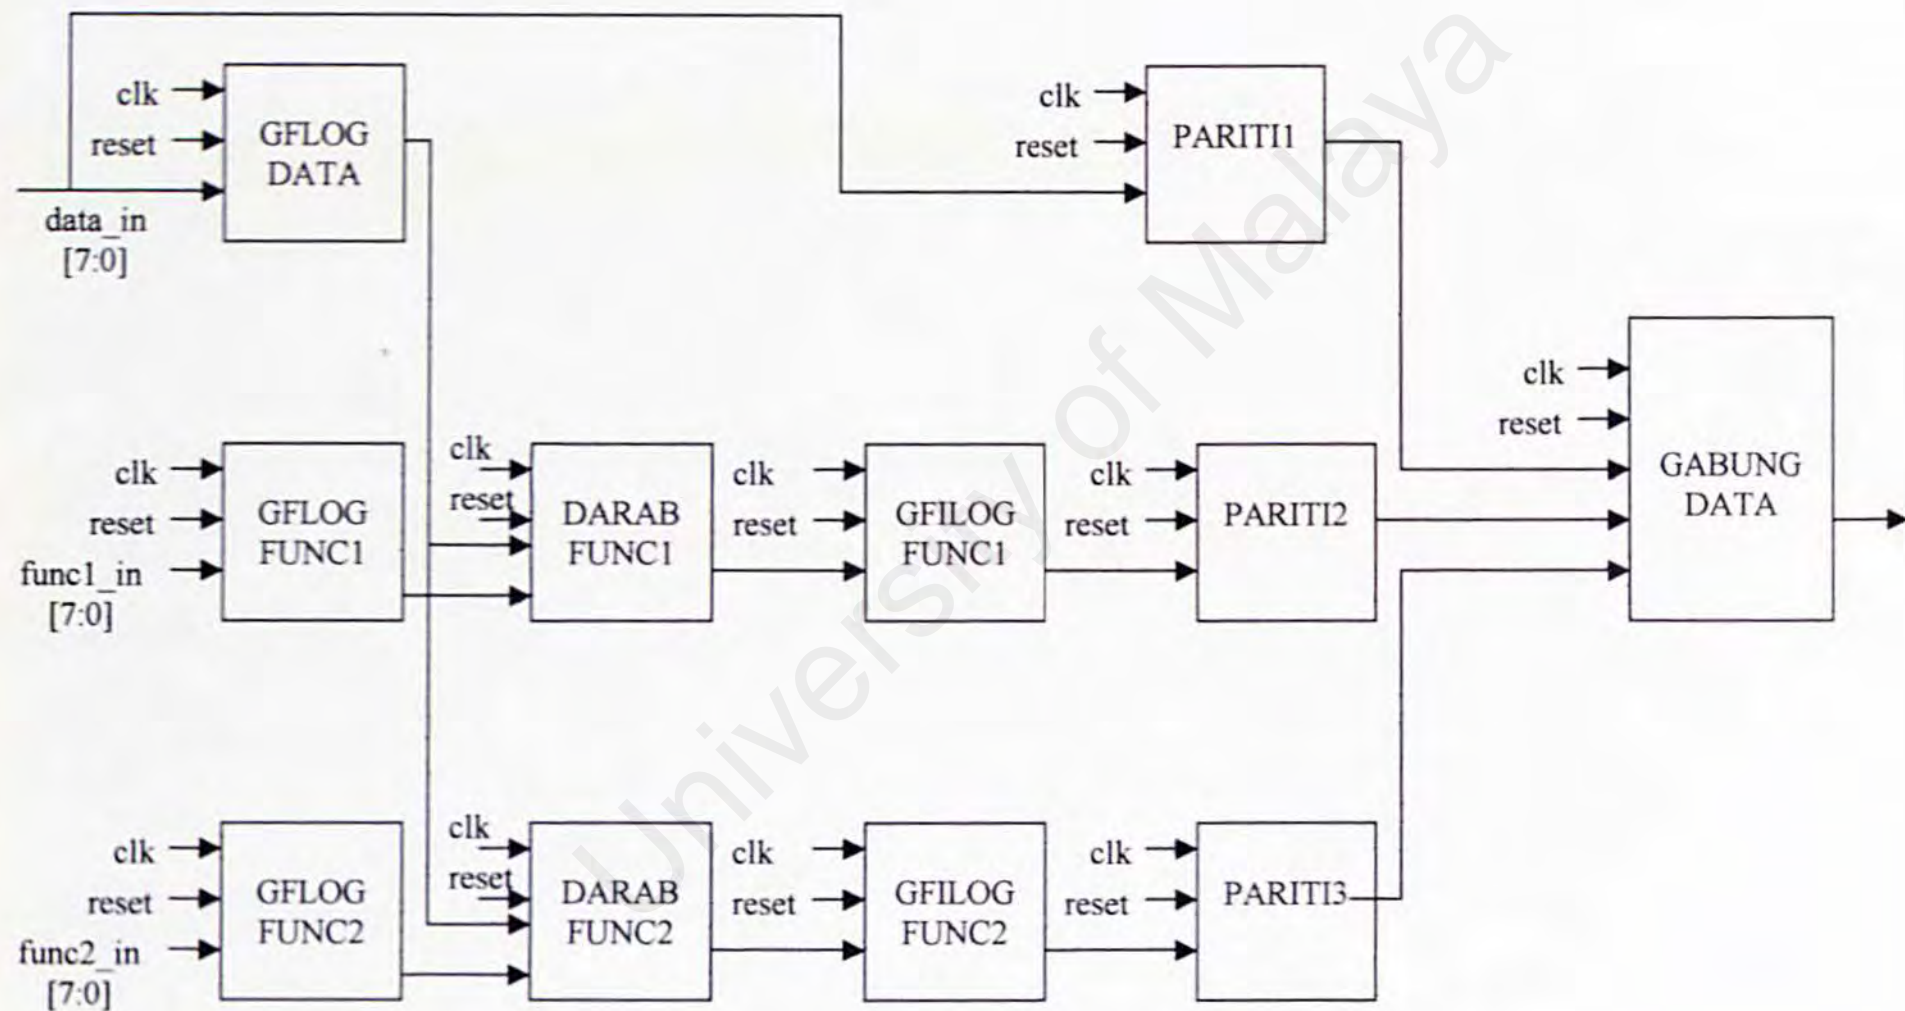 clk
reset
data_in
[7:0]
GFLOG
DATA
clk
reset
PARITI1
clk
reset
func1_in
[7:0]
GFLOG
FUNC1
clk
reset
DARAB
FUNC1
clk
reset
GFILOG
FUNC1
clk
reset
PARITI2
clk
reset
GABUNG
DATA
clk
reset
func2_in
[7:0]
GFLOG
FUNC2
clk
reset
DARAB
FUNC2
clk
reset
GFILOG
FUNC2
clk
reset
PARITI3
University of Malaya